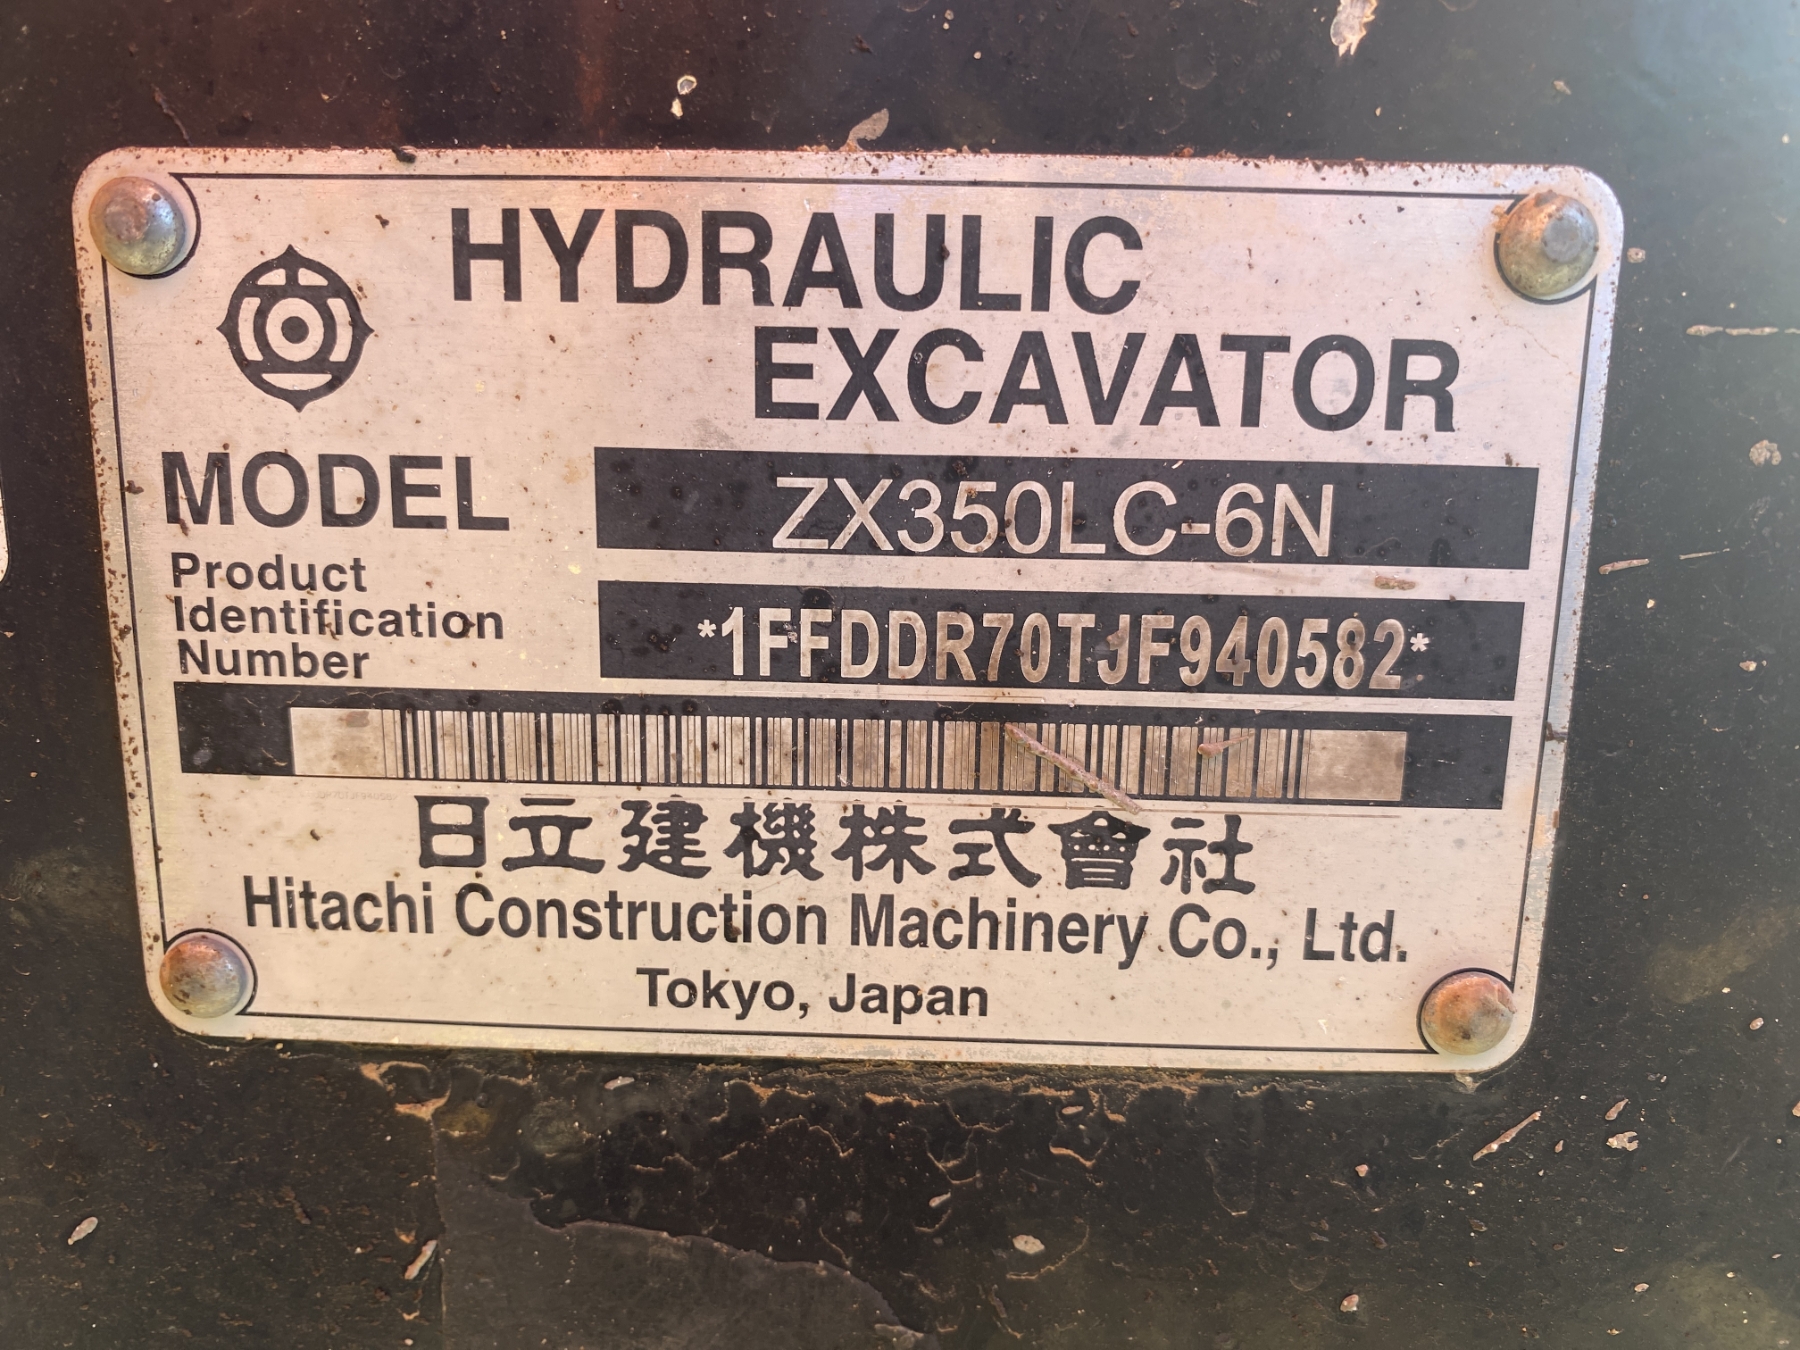 HYDRAULIC
EXCAVATOR
MODEL ZX350LC-6N
Product
Identification
Number
*1FFDDR70TJF940582*
日立建機株式會社
Hitachi Construction Machinery Co., Ltd.
Tokyo, Japan